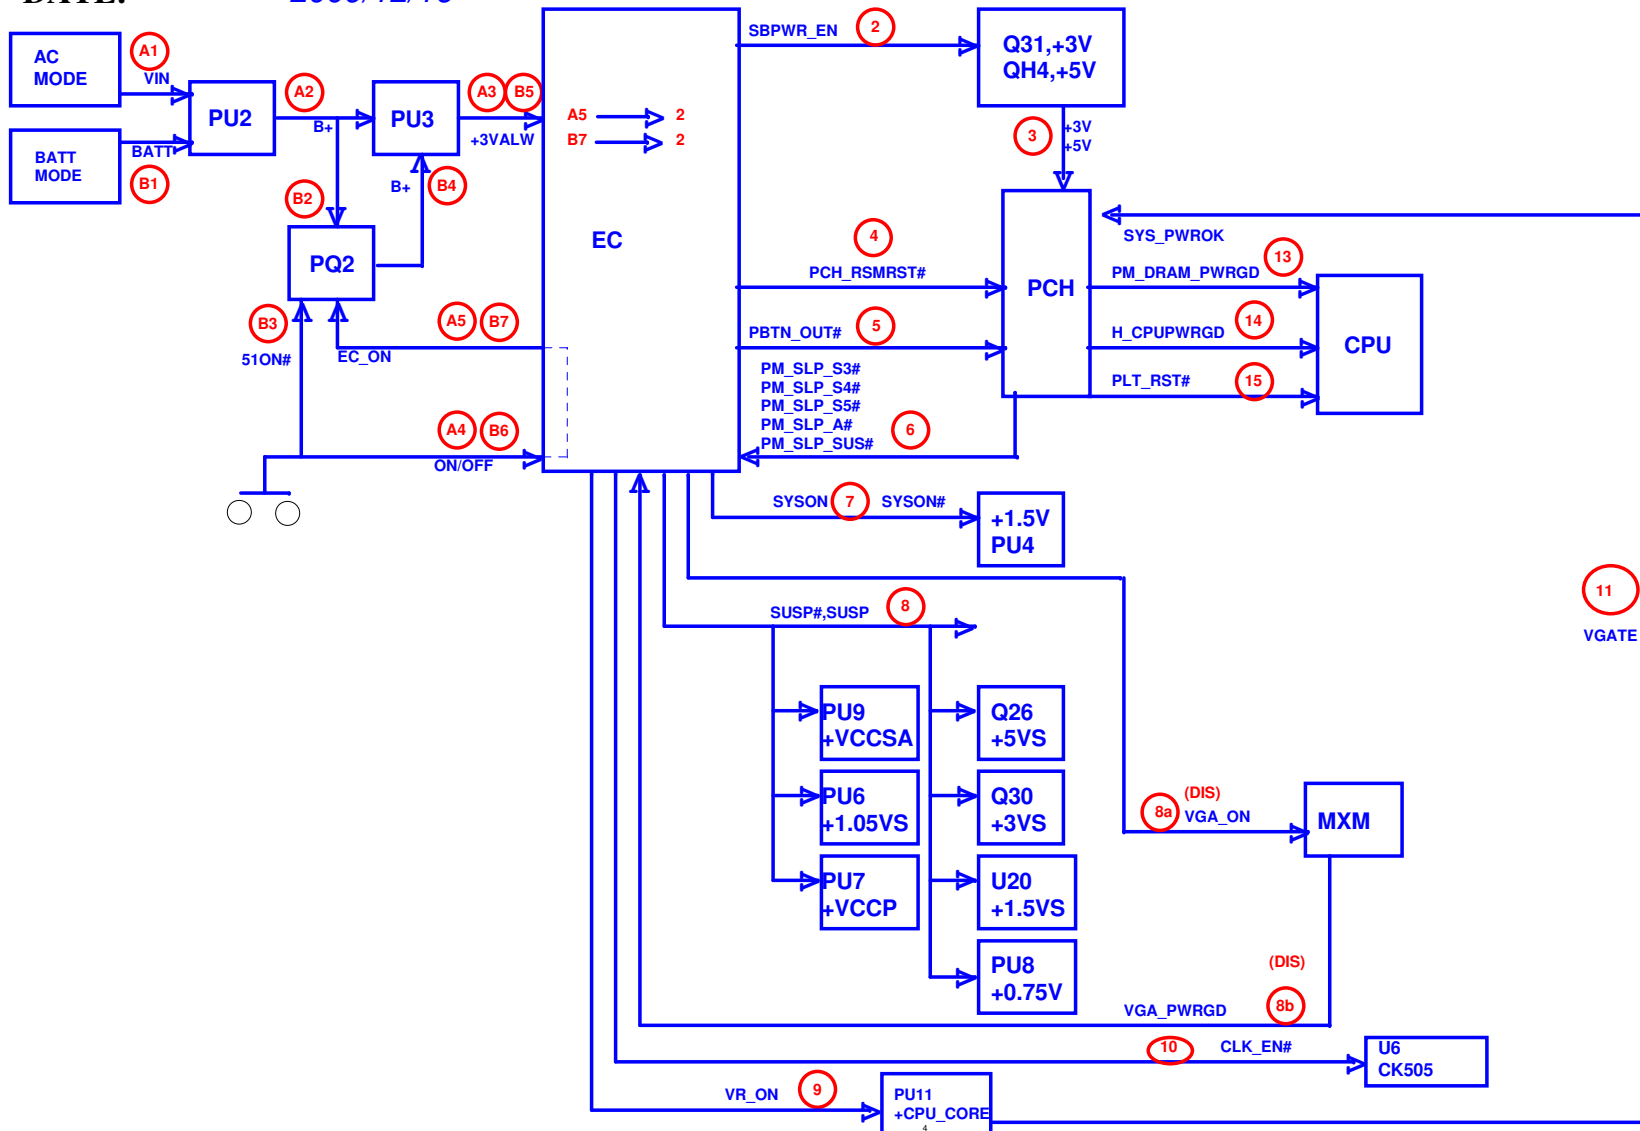 AC
MODE
A1
VIN
BATT
MODE
BATT
B1
PU2
A2
B+
PU3
A3
B5
+3VALW
B2
B+
B4
PQ2
B3
51ON#
A5
B7
EC_ON
A4
B6
ON/OFF
A5
2
B7
2
EC
SBPWR_EN
2
Q31,+3V
QH4,+5V
3
+3V
+5V
4
PCH_RSMRST#
PCH
PBTN_OUT#
5
PM_SLP_S3#
PM_SLP_S4#
PM_SLP_S5#
PM_SLP_A#
PM_SLP_SUS#
6
SYS_PWROK
PM_DRAM_PWRGD
13
H_CPUPWRGD
14
PLT_RST#
15
CPU
SYSON
7
SYSON#
+1.5V
PU4
SUSP#,SUSP
8
PU9
+VCCSA
PU6
+1.05VS
PU7
+VCCP
Q26
+5VS
Q30
+3VS
U20
+1.5VS
PU8
+0.75V
11
VGATE
8a
(DIS)
VGA_ON
MXM
(DIS)
VGA_PWRGD
8b
10
CLK_EN#
U6
CK505
VR_ON
9
PU11
+CPU_CORE
4